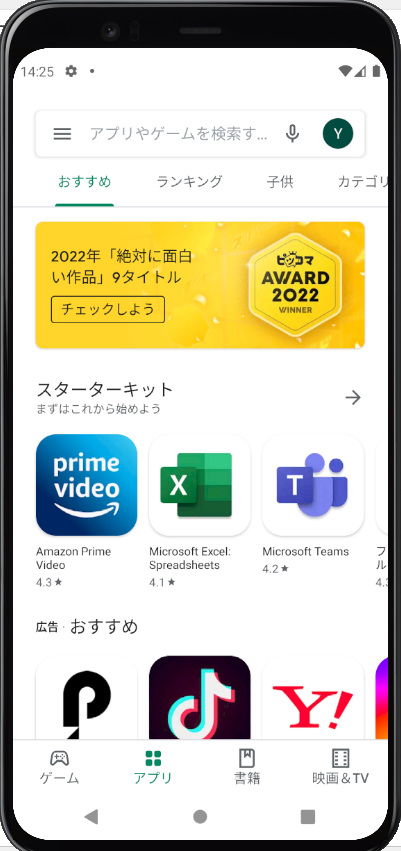 14:25
アプリやゲームを検索す...
Y
おすすめ
ランキング
子供
カテゴリ
2022年「絶対に面白
い作品」9タイトル
チェックしよう
ピッコマ
AWARD
2022
WINNER
スターターキット
まずはこれから始めよう
prime
video
X
T
Amazon Prime
Video
4.3★
Microsoft Excel:
Spreadsheets
4.1★
Microsoft Teams
4.2★
フ
ル
4.3
広告・おすすめ
Y!
ゲーム
アプリ
書籍
映画＆TV